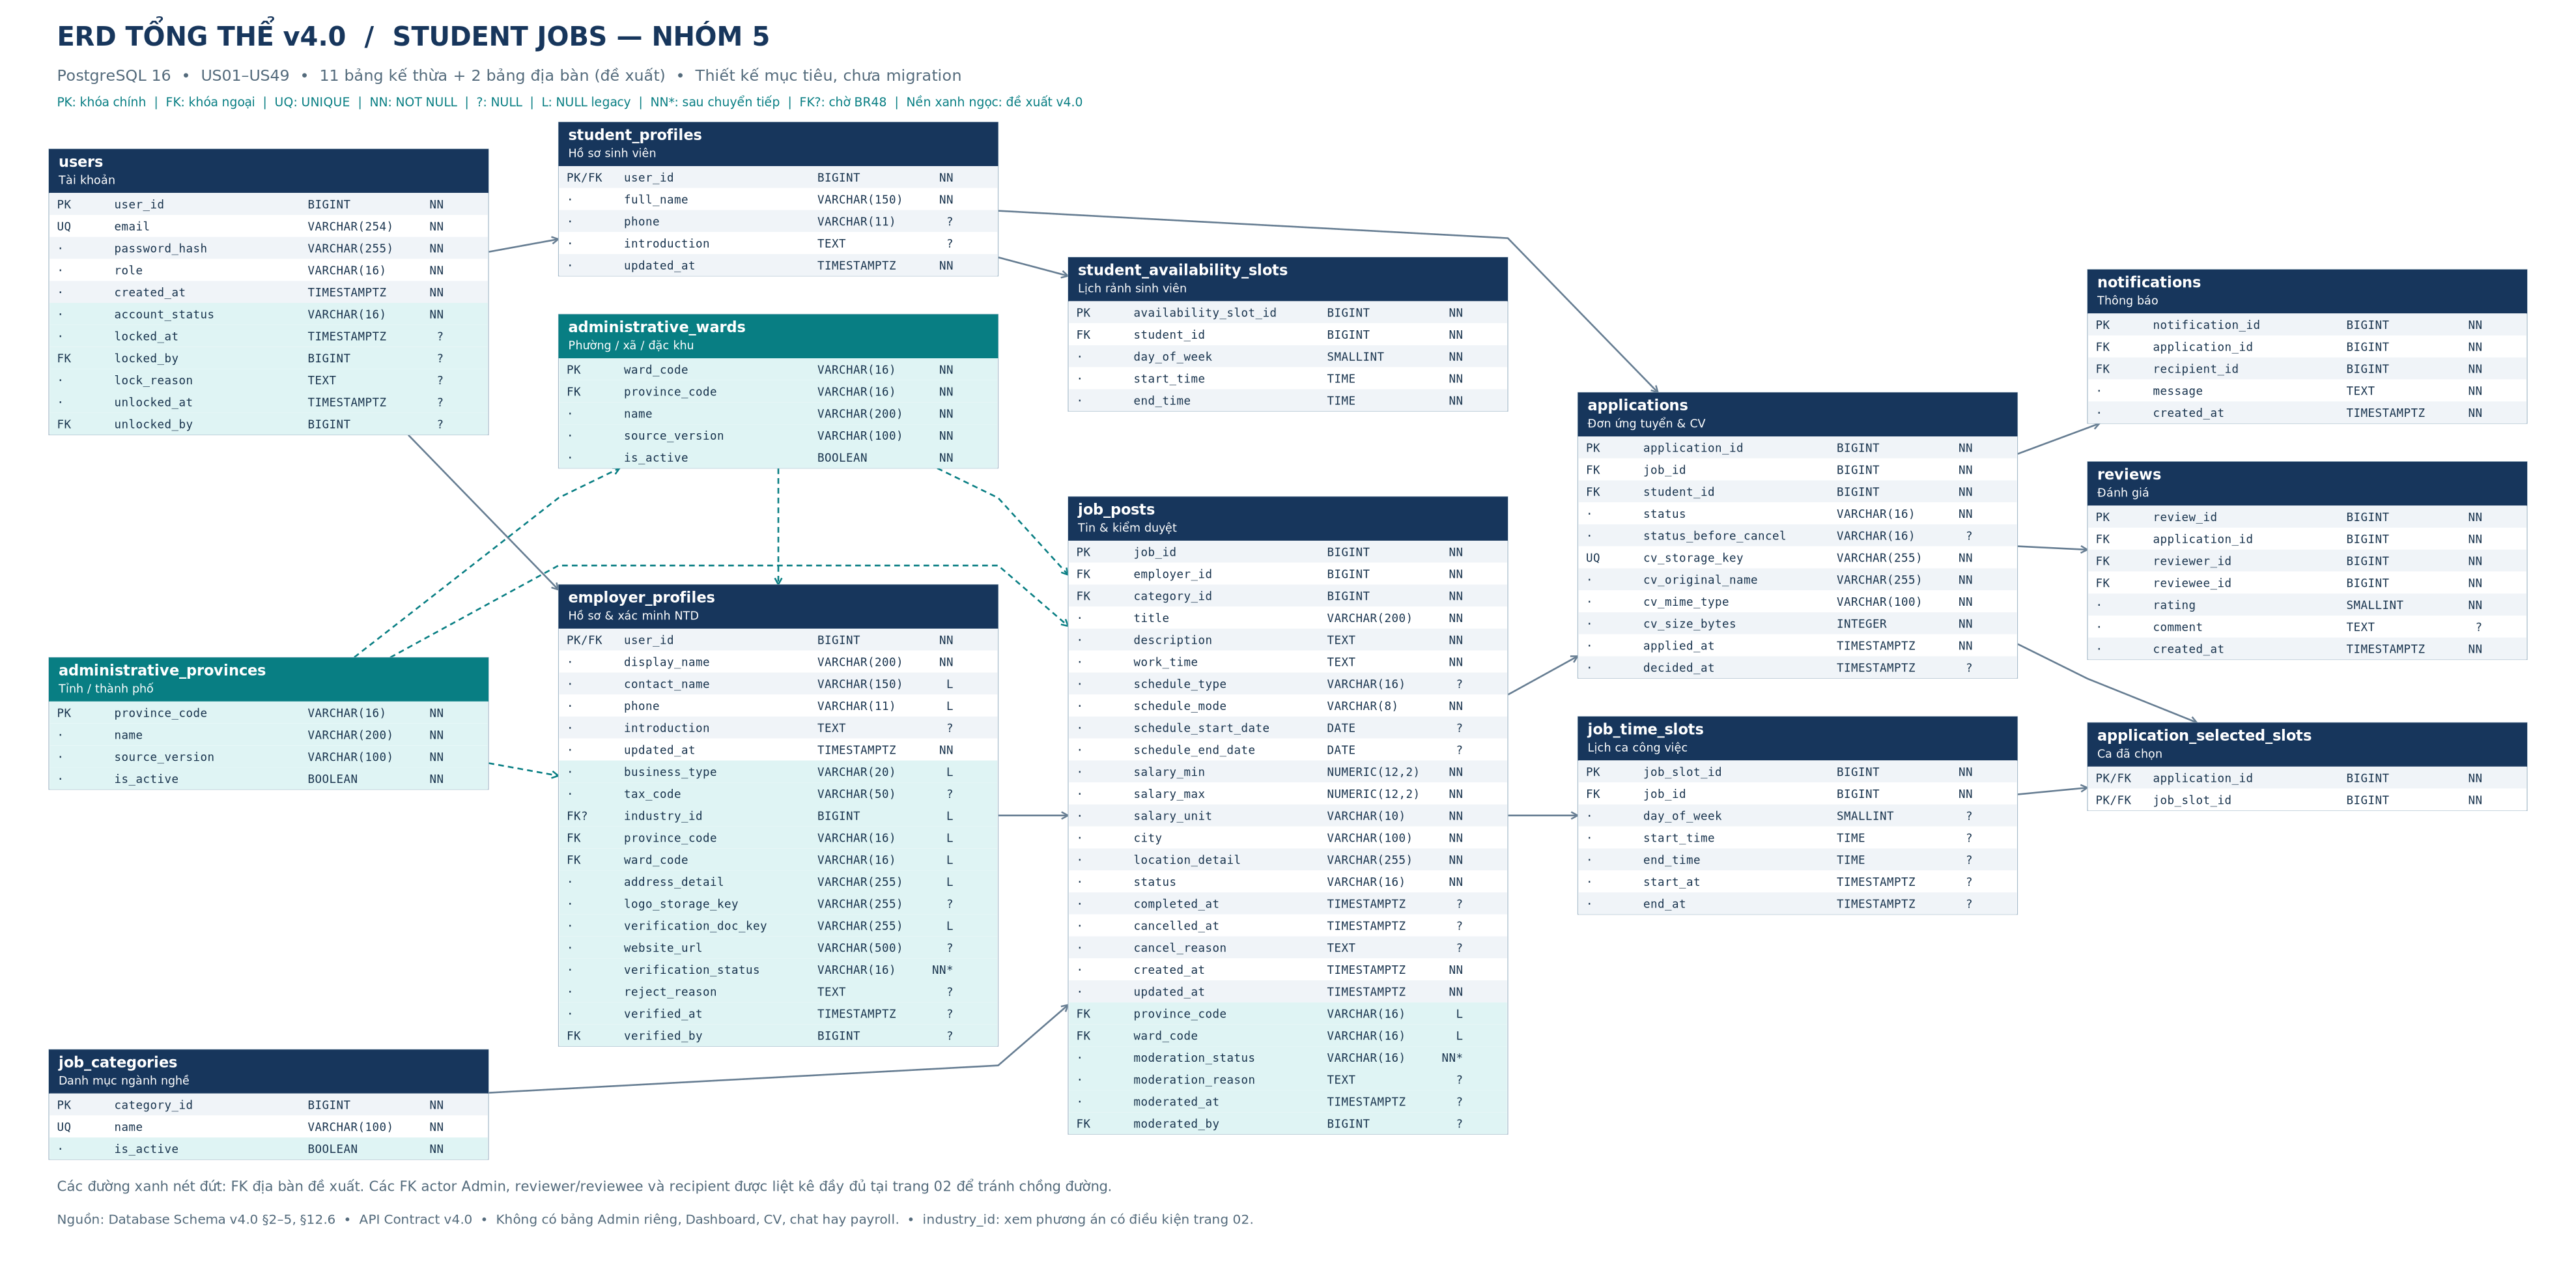 ERD TỔNG THỂ v4.0 / STUDENT JOBS — NHÓM 5
PostgreSQL 16 • US01–US49 • 11 bảng kế thừa + 2 bảng địa bàn (đề xuất) • Thiết kế mục tiêu, chưa migration
PK: khóa chính | FK: khóa ngoại | UQ: UNIQUE | NN: NOT NULL | ?: NULL | L: NULL legacy | NN*: sau chuyển tiếp | FK?: chờ BR48 | Nền xanh ngọc: đề xuất v4.0
users
Tài khoản
PK user_id BIGINT NN
UQ email VARCHAR(254) NN
· password_hash VARCHAR(255) NN
· role VARCHAR(16) NN
· created_at TIMESTAMPTZ NN
· account_status VARCHAR(16) NN
· locked_at TIMESTAMPTZ ?
FK locked_by BIGINT ?
· lock_reason TEXT ?
· unlocked_at TIMESTAMPTZ ?
FK unlocked_by BIGINT ?
administrative_provinces
Tỉnh / thành phố
PK province_code VARCHAR(16) NN
· name VARCHAR(200) NN
· source_version VARCHAR(100) NN
· is_active BOOLEAN NN
job_categories
Danh mục ngành nghề
PK category_id BIGINT NN
UQ name VARCHAR(100) NN
· is_active BOOLEAN NN
student_profiles
Hồ sơ sinh viên
PK/FK user_id BIGINT NN
· full_name VARCHAR(150) NN
· phone VARCHAR(11) ?
· introduction TEXT ?
· updated_at TIMESTAMPTZ NN
administrative_wards
Phường / xã / đặc khu
PK ward_code VARCHAR(16) NN
FK province_code VARCHAR(16) NN
· name VARCHAR(200) NN
· source_version VARCHAR(100) NN
· is_active BOOLEAN NN
employer_profiles
Hồ sơ & xác minh NTD
PK/FK user_id BIGINT NN
· display_name VARCHAR(200) NN
· contact_name VARCHAR(150) L
· phone VARCHAR(11) L
· introduction TEXT ?
· updated_at TIMESTAMPTZ NN
· business_type VARCHAR(20) L
· tax_code VARCHAR(50) ?
FK? industry_id BIGINT L
FK province_code VARCHAR(16) L
FK ward_code VARCHAR(16) L
· address_detail VARCHAR(255) L
· logo_storage_key VARCHAR(255) ?
· verification_doc_key VARCHAR(255) L
· website_url VARCHAR(500) ?
· verification_status VARCHAR(16) NN*
· reject_reason TEXT ?
· verified_at TIMESTAMPTZ ?
FK verified_by BIGINT ?
student_availability_slots
Lịch rảnh sinh viên
PK availability_slot_id BIGINT NN
FK student_id BIGINT NN
· day_of_week SMALLINT NN
· start_time TIME NN
· end_time TIME NN
job_posts
Tin & kiểm duyệt
PK job_id BIGINT NN
FK employer_id BIGINT NN
FK category_id BIGINT NN
· title VARCHAR(200) NN
· description TEXT NN
· work_time TEXT NN
· schedule_type VARCHAR(16) ?
· schedule_mode VARCHAR(8) NN
· schedule_start_date DATE ?
· schedule_end_date DATE ?
· salary_min NUMERIC(12,2) NN
· salary_max NUMERIC(12,2) NN
· salary_unit VARCHAR(10) NN
· city VARCHAR(100) NN
· location_detail VARCHAR(255) NN
· status VARCHAR(16) NN
· completed_at TIMESTAMPTZ ?
· cancelled_at TIMESTAMPTZ ?
· cancel_reason TEXT ?
· created_at TIMESTAMPTZ NN
· updated_at TIMESTAMPTZ NN
FK province_code VARCHAR(16) L
FK ward_code VARCHAR(16) L
· moderation_status VARCHAR(16) NN*
· moderation_reason TEXT ?
· moderated_at TIMESTAMPTZ ?
FK moderated_by BIGINT ?
applications
Đơn ứng tuyển & CV
PK application_id BIGINT NN
FK job_id BIGINT NN
FK student_id BIGINT NN
· status VARCHAR(16) NN
· status_before_cancel VARCHAR(16) ?
UQ cv_storage_key VARCHAR(255) NN
· cv_original_name VARCHAR(255) NN
· cv_mime_type VARCHAR(100) NN
· cv_size_bytes INTEGER NN
· applied_at TIMESTAMPTZ NN
· decided_at TIMESTAMPTZ ?
job_time_slots
Lịch ca công việc
PK job_slot_id BIGINT NN
FK job_id BIGINT NN
· day_of_week SMALLINT ?
· start_time TIME ?
· end_time TIME ?
· start_at TIMESTAMPTZ ?
· end_at TIMESTAMPTZ ?
notifications
Thông báo
PK notification_id BIGINT NN
FK application_id BIGINT NN
FK recipient_id BIGINT NN
· message TEXT NN
· created_at TIMESTAMPTZ NN
reviews
Đánh giá
PK review_id BIGINT NN
FK application_id BIGINT NN
FK reviewer_id BIGINT NN
FK reviewee_id BIGINT NN
· rating SMALLINT NN
· comment TEXT ?
· created_at TIMESTAMPTZ NN
application_selected_slots
Ca đã chọn
PK/FK application_id BIGINT NN
PK/FK job_slot_id BIGINT NN
Các đường xanh nét đứt: FK địa bàn đề xuất. Các FK actor Admin, reviewer/reviewee và recipient được liệt kê đầy đủ tại trang 02 để tránh chồng đường.
Nguồn: Database Schema v4.0 §2–5, §12.6 • API Contract v4.0 • Không có bảng Admin riêng, Dashboard, CV, chat hay payroll. • industry_id: xem phương án có điều kiện trang 02.